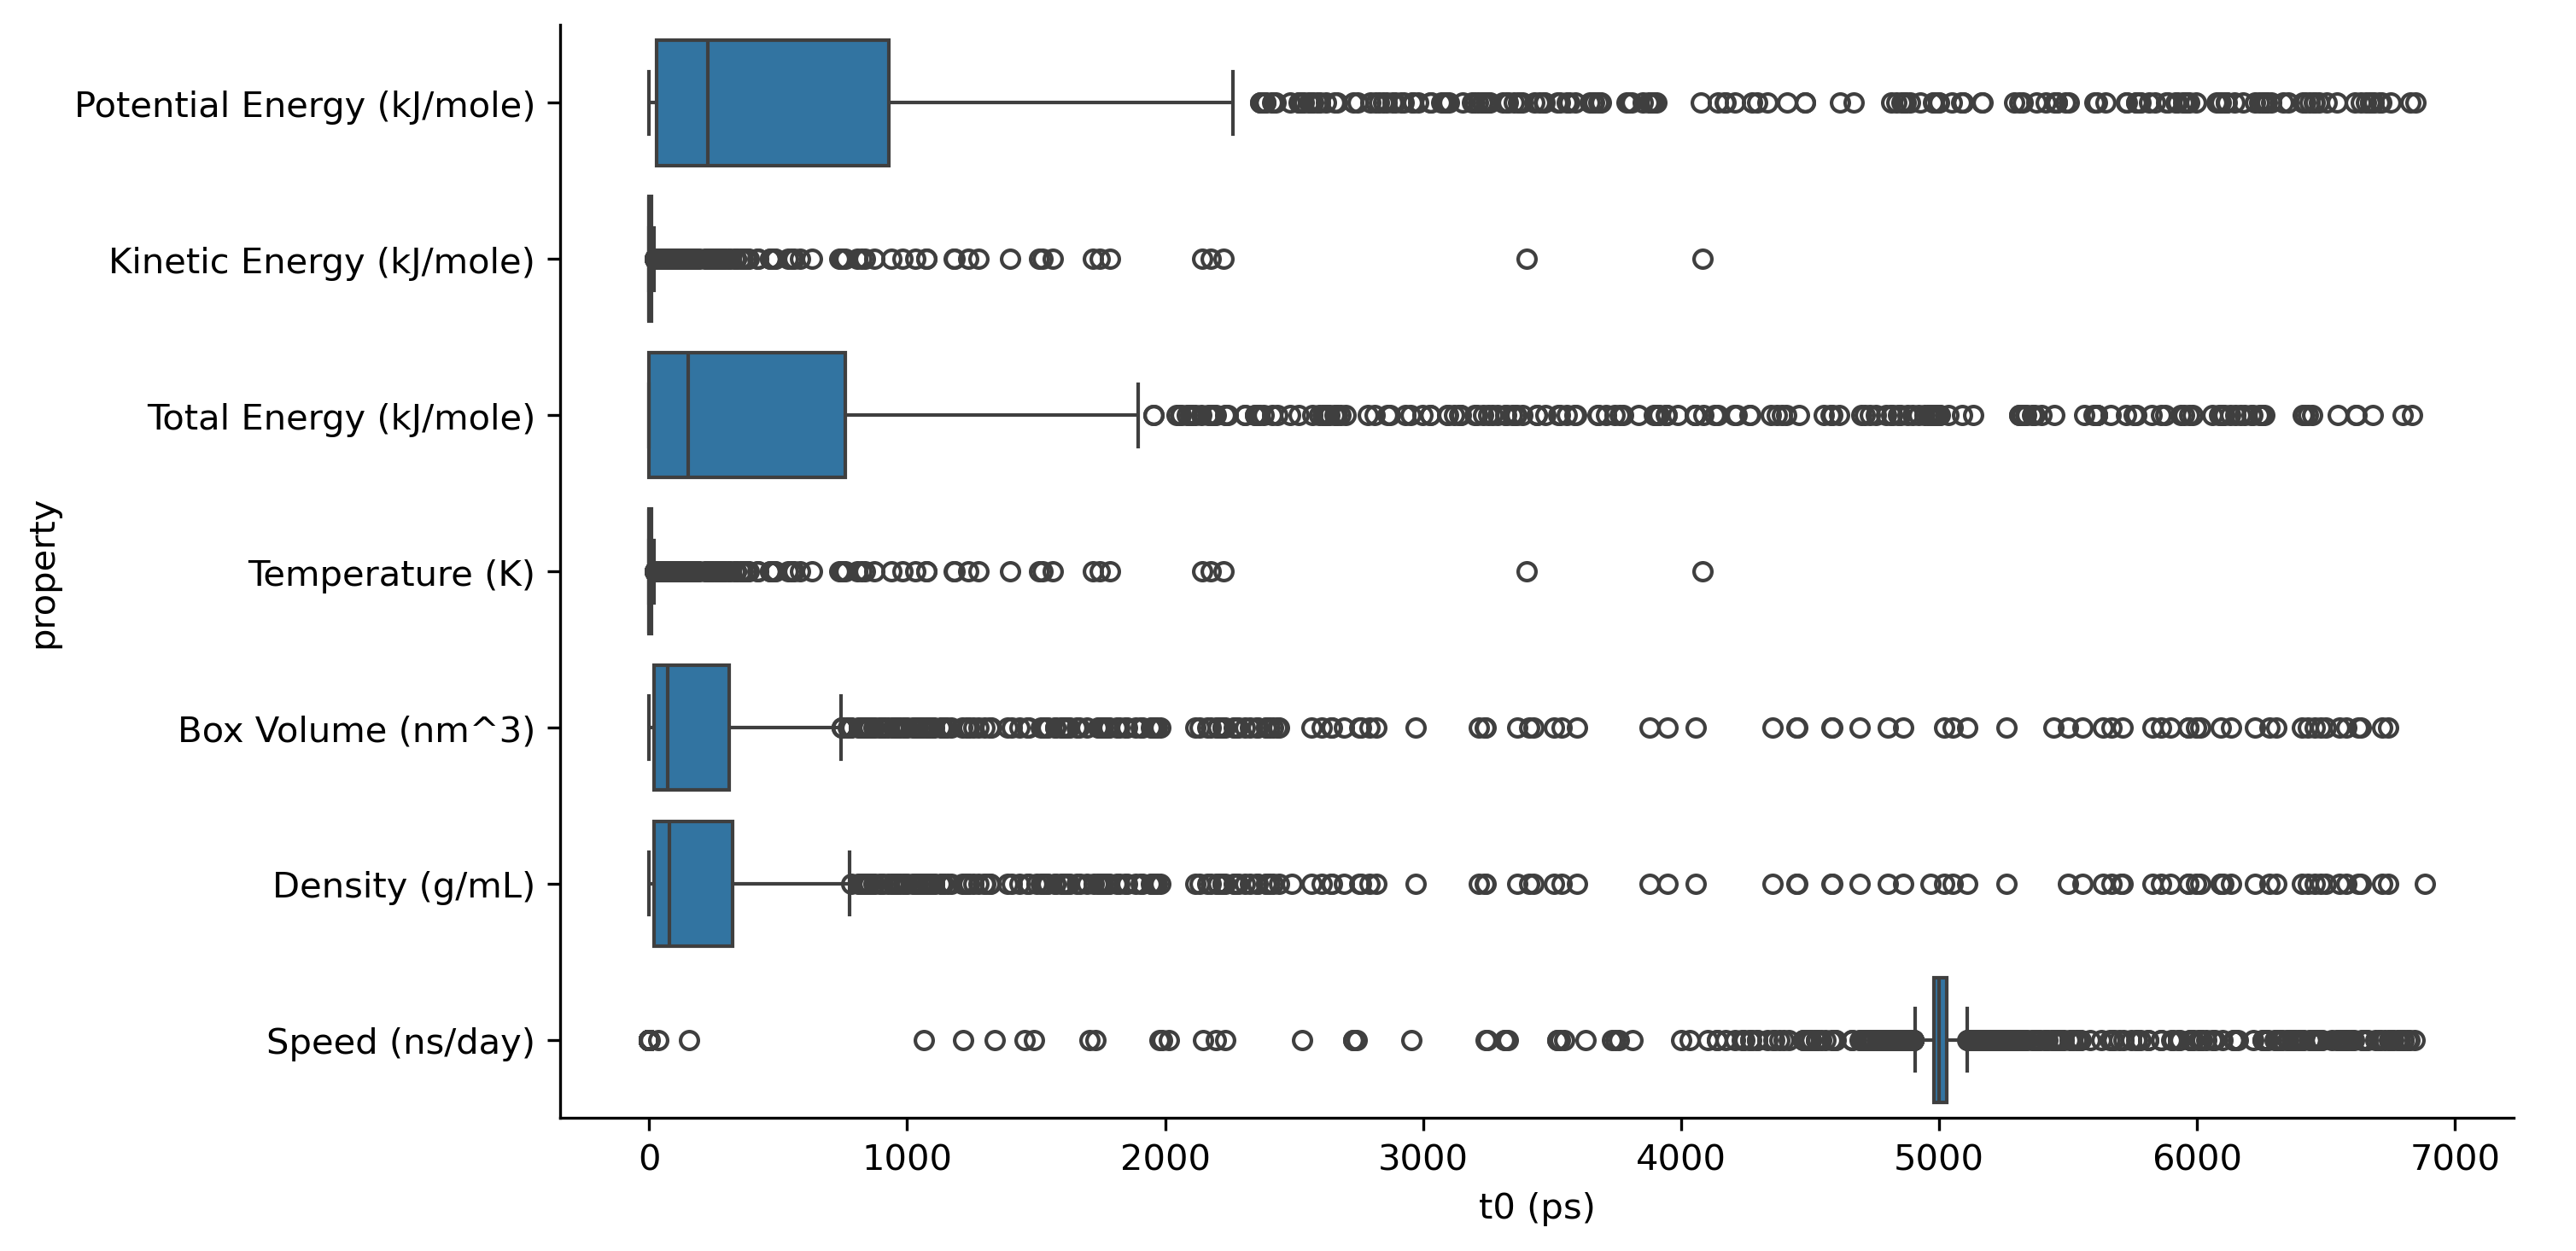 Potential Energy (kJ/mole)
Kinetic Energy (kJ/mole)
Total Energy (kJ/mole)
Temperature (K)
Box Volume (nm^3)
Density (g/mL)
Speed (ns/day)
property
0 1000 2000 3000 4000 5000 6000 7000
t0 (ps)